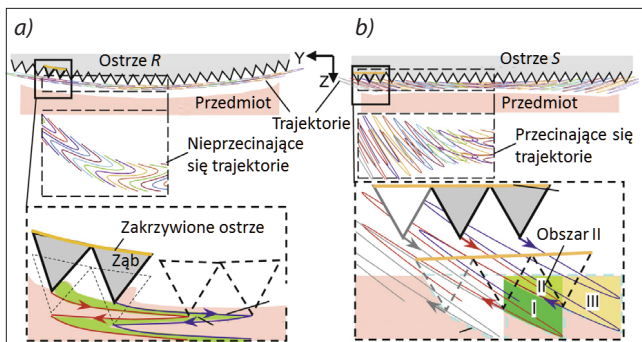 a)
Ostrze R
Y
Z
Przedmiot
Trajektorie
Nieprzecinające
się trajektorie
Zakrzywione ostrze
Ząb
b)
Ostrze S
Przedmiot
Przecinające się
trajektorie
Obszar II
II
I
III